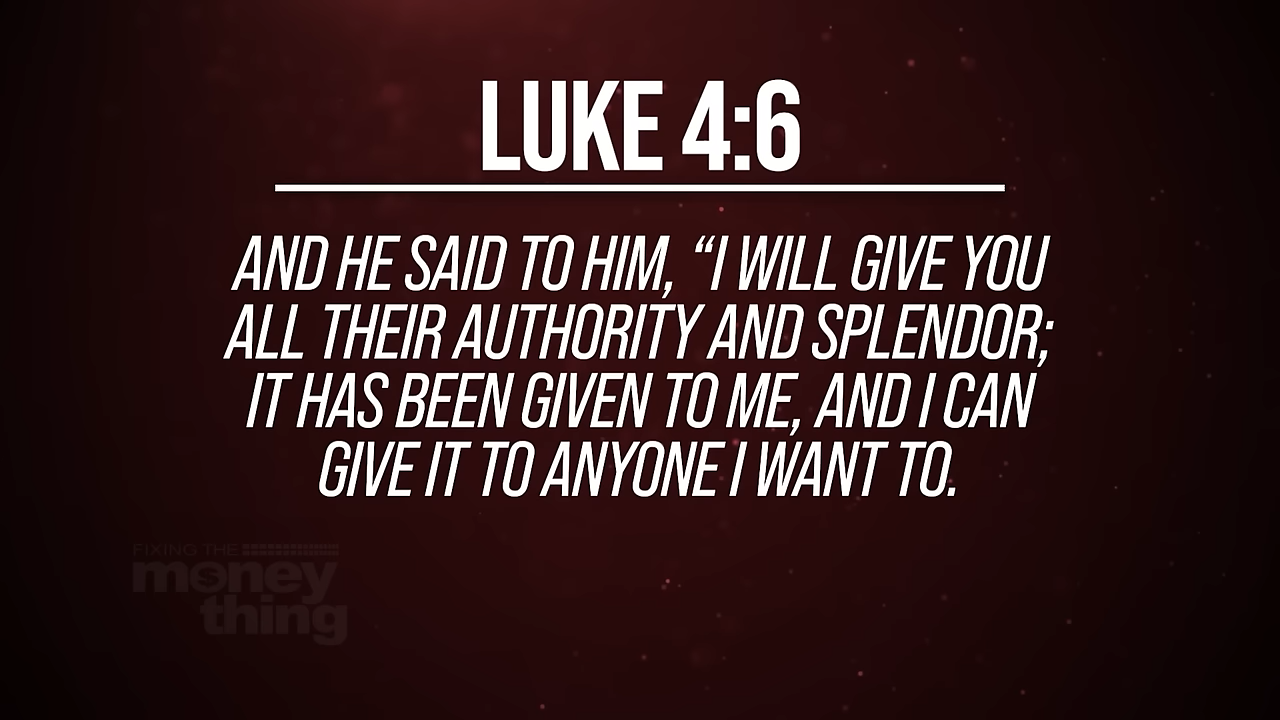 LUKE 4:6
AND HE SAID TO HIM, “I WILL GIVE YOU
ALL THEIR AUTHORITY AND SPLENDOR;
IT HAS BEEN GIVEN TO ME, AND I CAN
GIVE IT TO ANYONE I WANT TO.
FIXING THE
money
thing